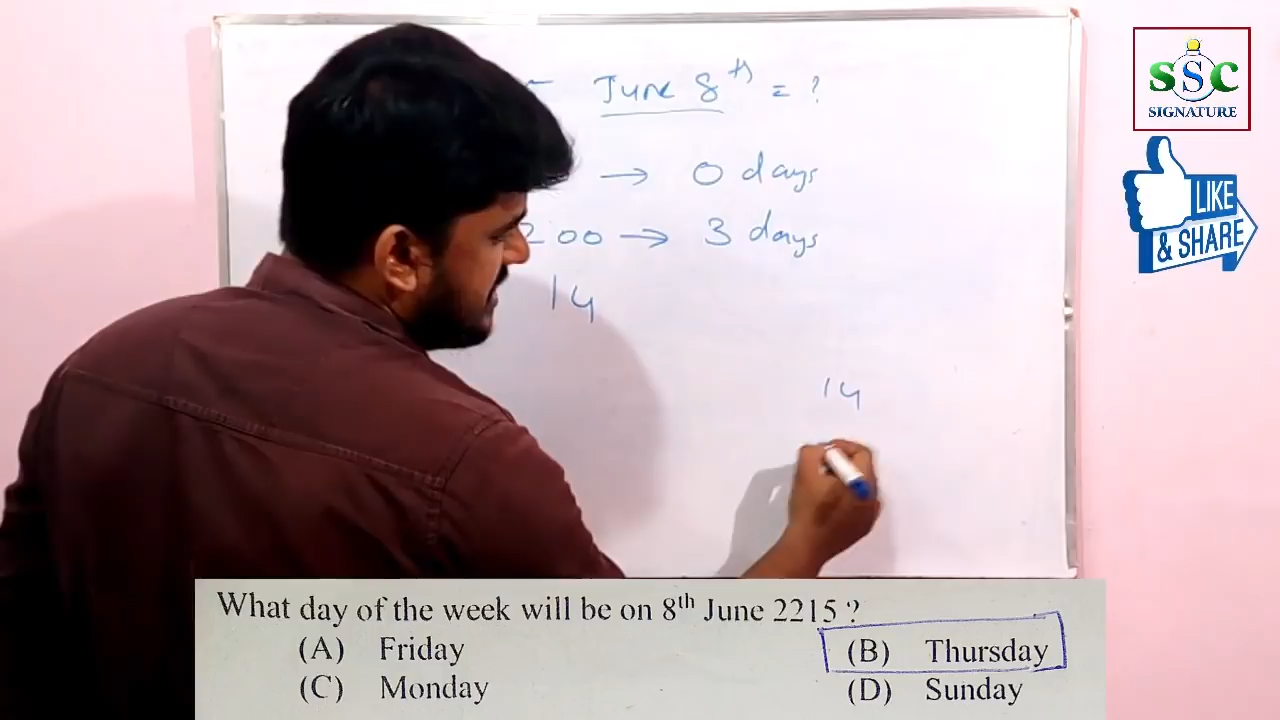 June 8th = ?
→ 0 days
200 → 3 days
14
14
SSC
SIGNATURE
LIKE
& SHARE
What day of the week will be on 8th June 2215 ?
(A) Friday
(B) Thursday
(C) Monday
(D) Sunday